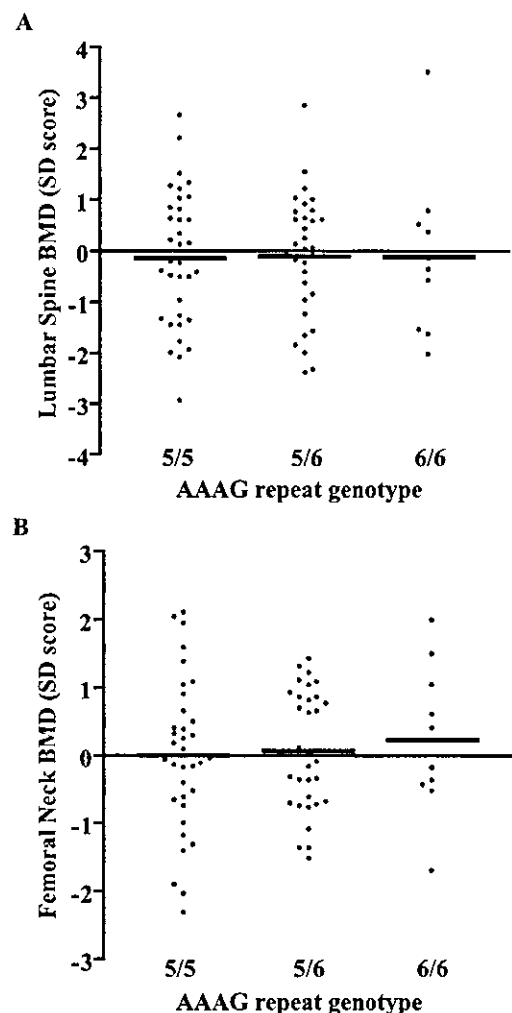 A
4
3
2
1
0
-1
-2
-3
-4
Lumbar Spine BMD (SD score)
5/5 5/6 6/6
AAAG repeat genotype
B
3
2
1
0
-1
-2
-3
Femoral Neck BMD (SD score)
5/5 5/6 6/6
AAAG repeat genotype